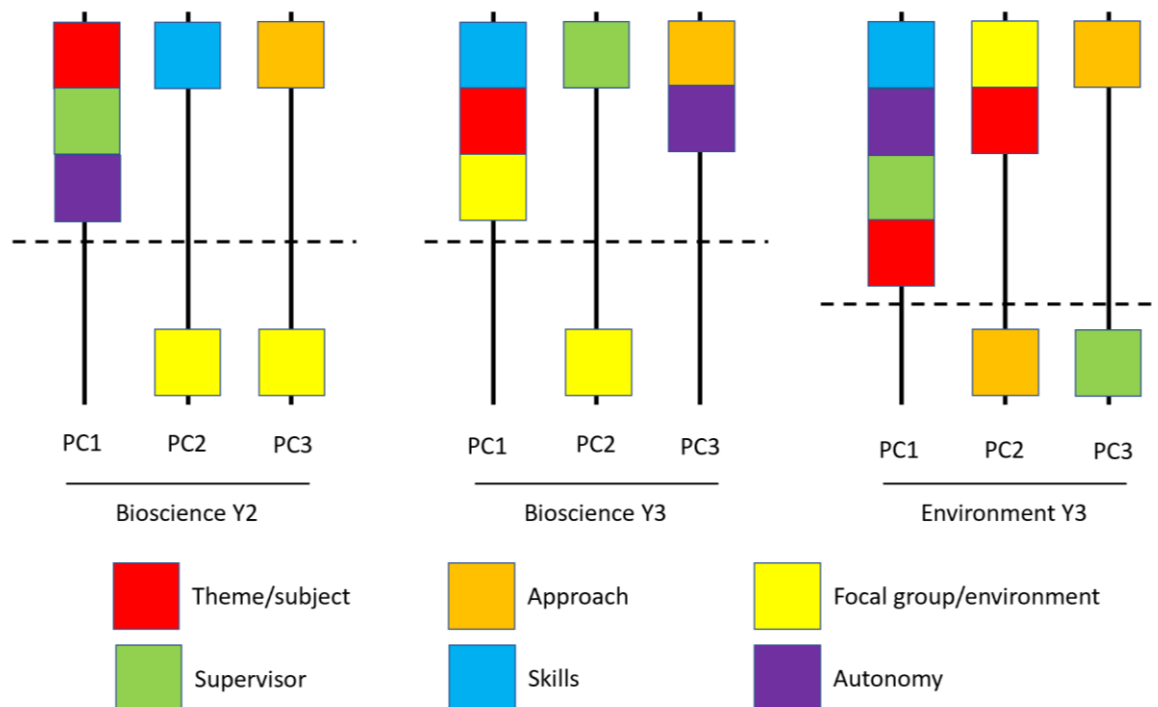 PC1 PC2 PC3 PC1 PC2 PC3 PC1 PC2 PC3
Bioscience Y2 Bioscience Y3 Environment Y3
Theme/subject Approach Focal group/environment
Supervisor Skills Autonomy